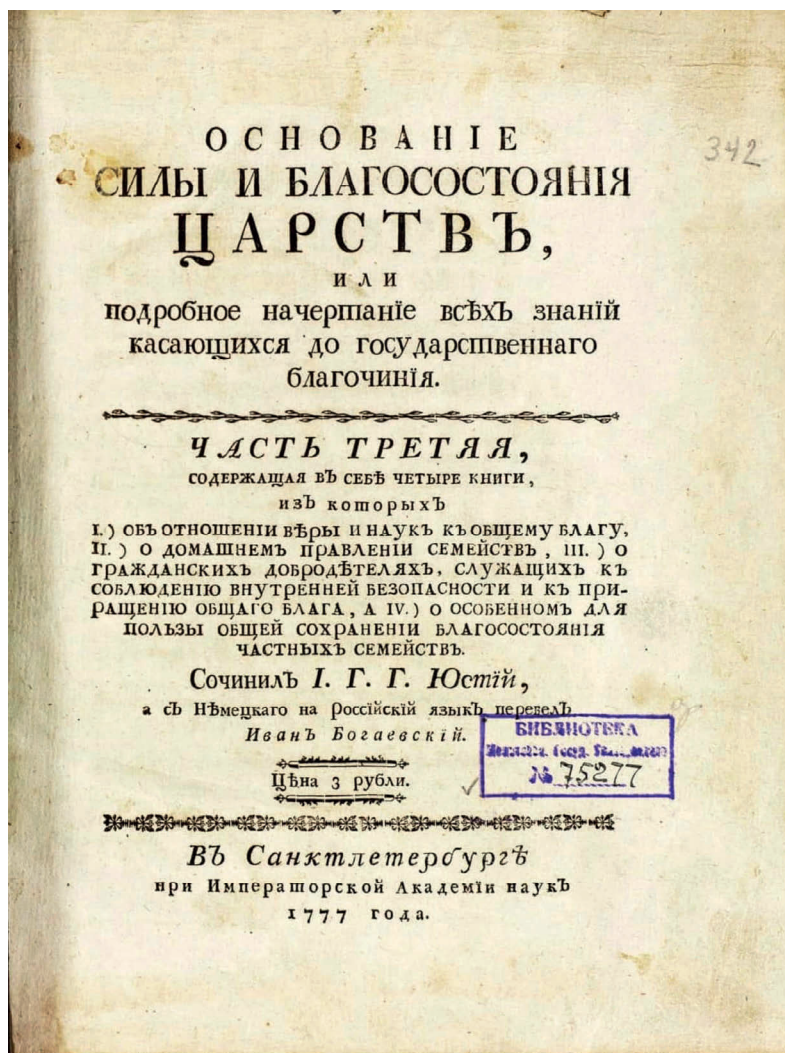 ОСНОВАНІЕ
342
СИЛЫ И БЛАГОСОСТОЯНІЯ
ЦАРСТВЪ,
ИЛИ
подробное начертаніе всѣхъ знаній
касающихся до государственнаго
благочинія.
ЧАСТЬ ТРЕТЯЯ,
СОДЕРЖАЩАЯ ВЪ СЕБѢ ЧЕТЫРЕ КНИГИ,
изъ которыхъ
I.) ОБЪ ОТНОШЕНІИ ВѢРЫ И НАУКЪ КЪ ОБЩЕМУ БЛАГУ,
II.) О ДОМАШНЕМЪ ПРАВЛЕНІИ СЕМЕЙСТВЪ, III.) О
ГРАЖДАНСКИХЪ ДОБРОДѢТЕЛЯХЪ, СЛУЖАЩИХЪ КЪ
СОБЛЮДЕНІЮ ВНУТРЕННЕЙ БЕЗОПАСНОСТИ И КЪ ПРИ-
РАЩЕНІЮ ОБЩАГО БЛАГА, А IV.) О ОСОБЕННОМЪ ДЛЯ
ПОЛЬЗЫ ОБЩЕЙ СОХРАНЕНІИ БЛАГОСОСТОЯНІЯ
ЧАСТНЫХЪ СЕМЕЙСТВЪ.
Сочинилъ I. Г. Г. Юстій,
а съ Нѣмецкаго на Россійскій языкъ перевелъ
Иванъ Богаевскій.
БИБЛИОТЕКА
№ 75277
Цѣна 3 рубли.
Въ Санктпетербургѣ
при Императорской Академіи наукъ
1777 года.